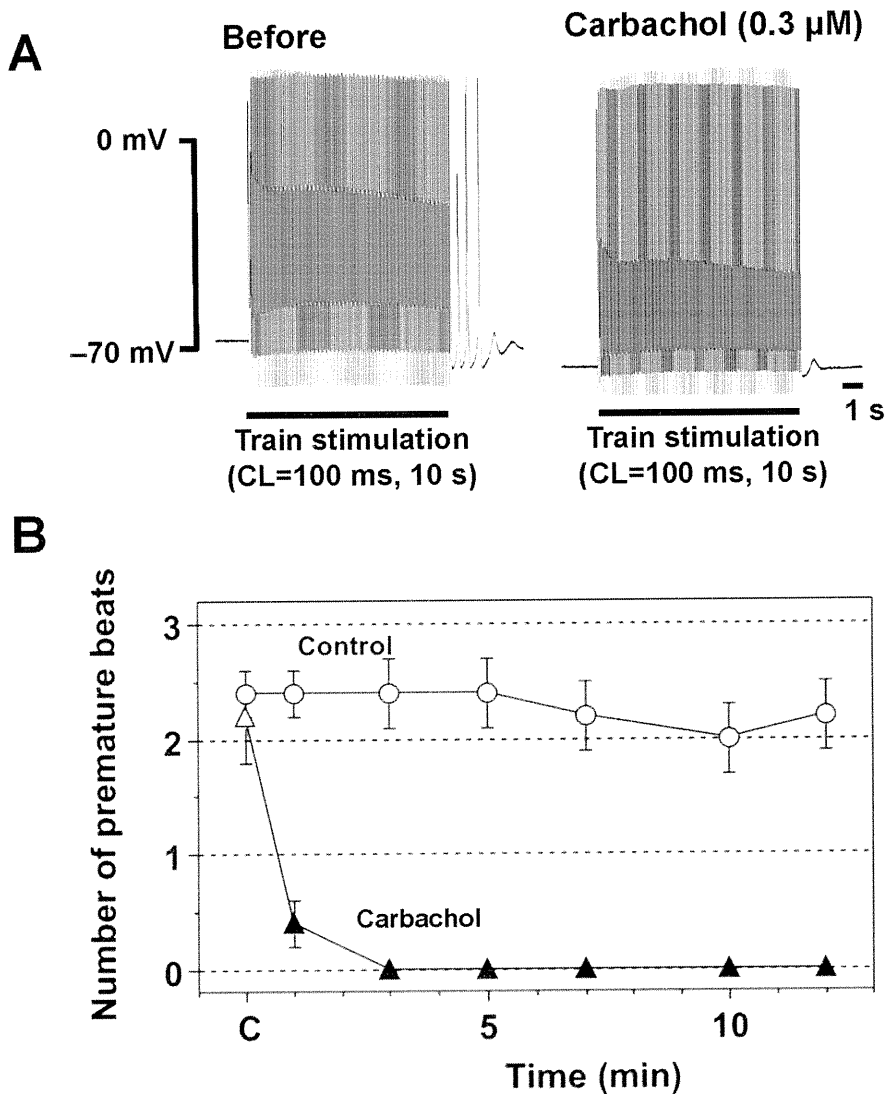 A
Before
Carbachol (0.3 µM)
0 mV
−70 mV
1 s
Train stimulation
(CL=100 ms, 10 s)
Train stimulation
(CL=100 ms, 10 s)
B
Number of premature beats
3
2
1
0
Control
Carbachol
C
5
10
Time (min)